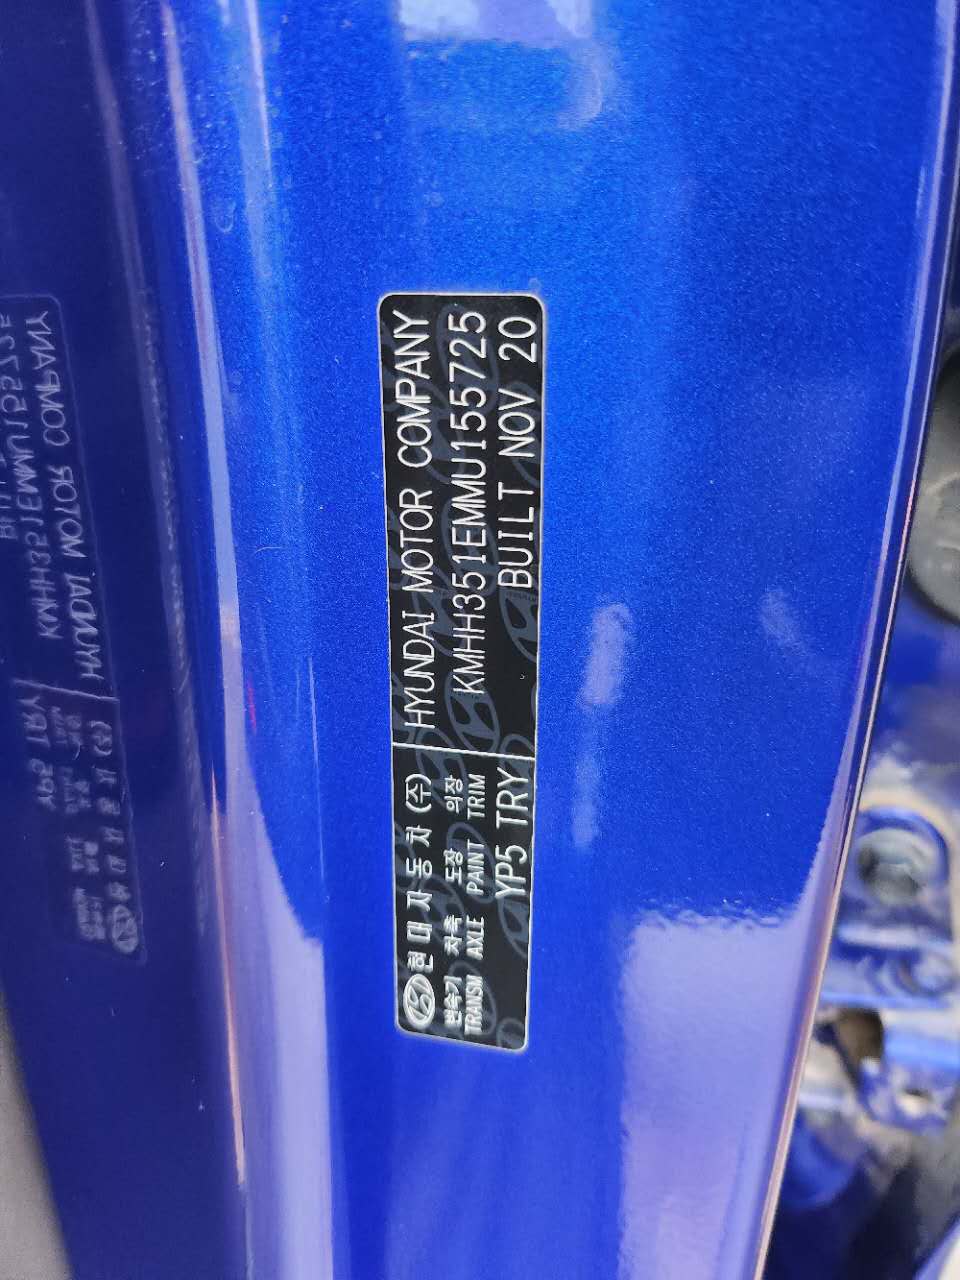 현대자동차 (주) HYUNDAI MOTOR COMPANY
변속기 차축 도장 의장 KMHH351EMMU155725
TRANSM AXLE PAINT TRIM
YP5 TRY BUILT NOV 20